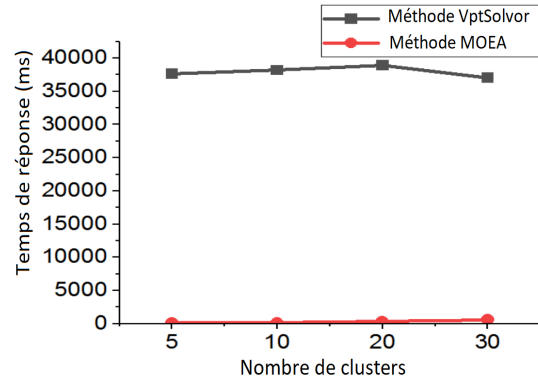 Méthode VptSolvor
Méthode MOEA
40000
35000
30000
25000
20000
15000
10000
5000
0
Temps de réponse (ms)
5 10 20 30
Nombre de clusters